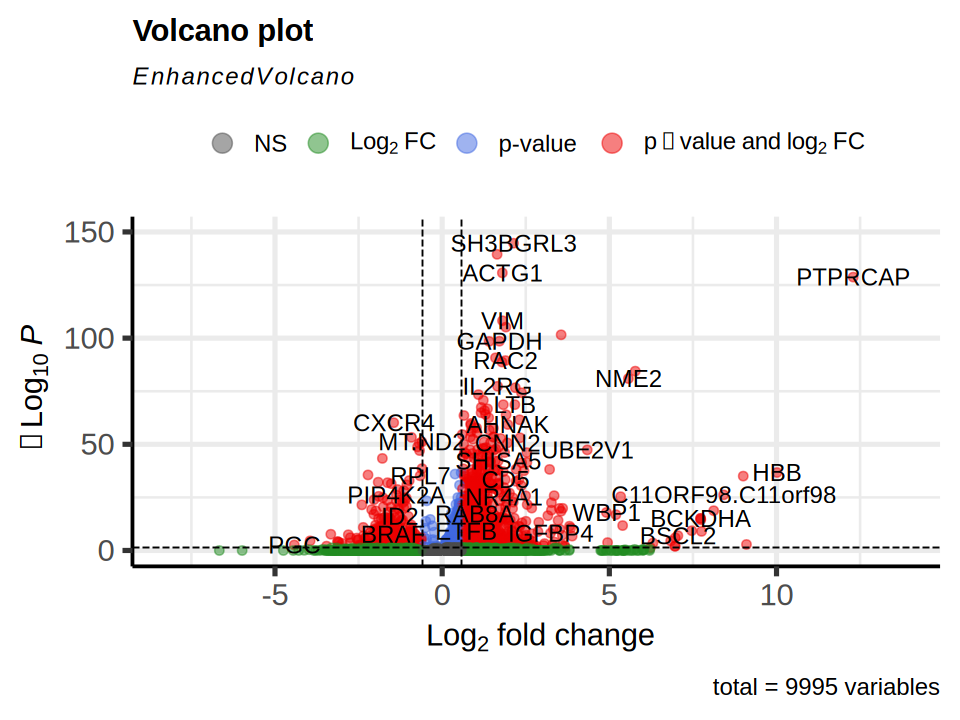 Volcano plot
EnhancedVolcano
NS
Log₂ FC
p-value
p ▯ value and log₂ FC
150
100
50
0
▯ Log₁₀ P
SH3BGRL3
ACTG1
PTPRCAP
VIM
GAPDH
RAC2
NME2
IL2RG
LTB
CXCR4
AHNAK
MT.ND2
CNN2
UBE2V1
SHISA5
RPL7
CD5
HBB
PIP4K2A
NR4A1
C11ORF98.C11orf98
ID2
RAB8A
WBP1
BCKDHA
BRAF
BSCL2
PGC
-5
0
5
10
Log₂ fold change
total = 9995 variables